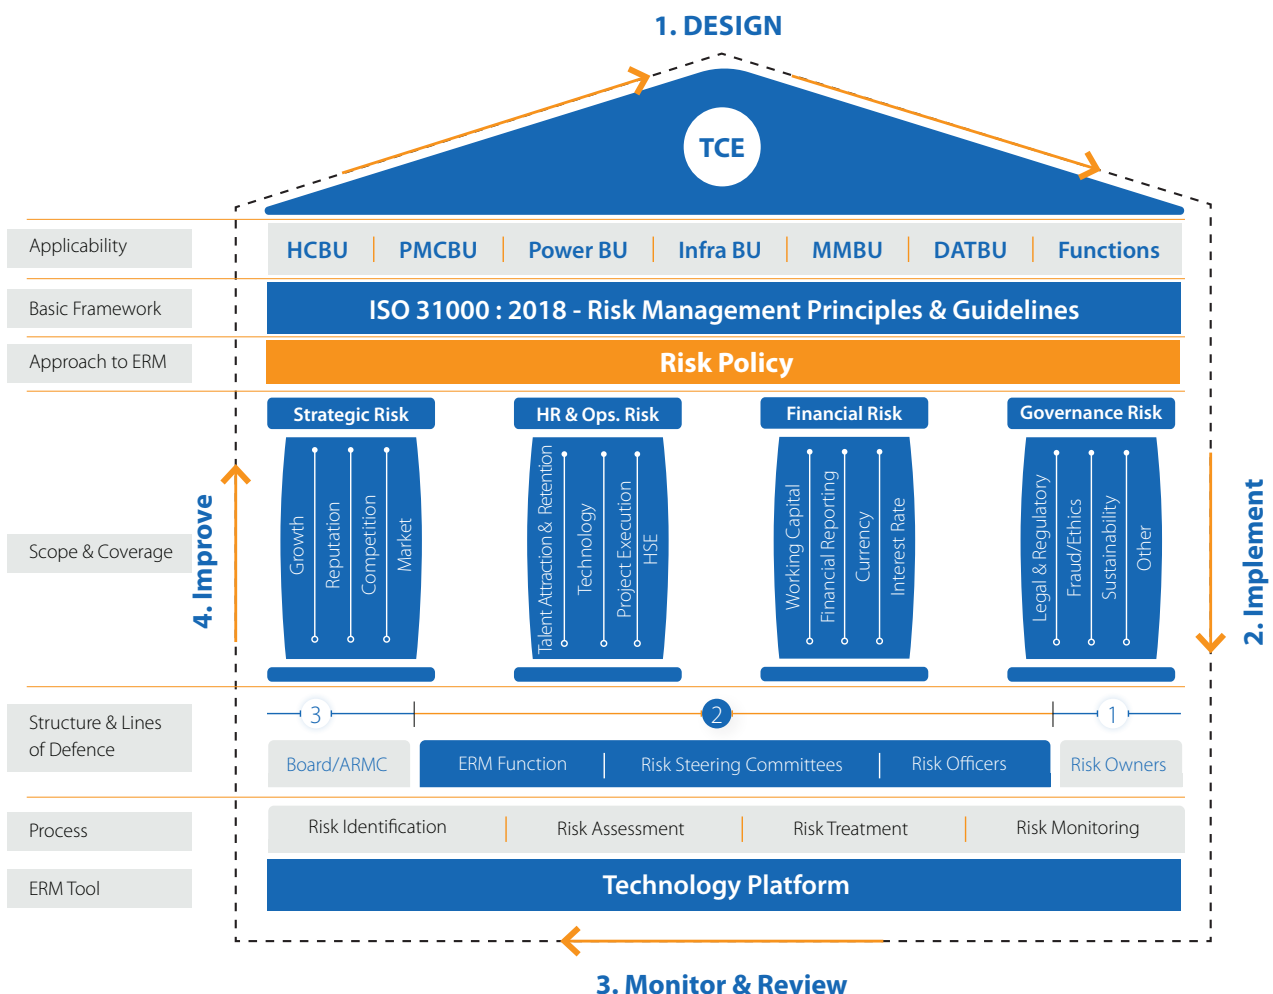 1. DESIGN
TCE
Applicability
HCBU
PMCBU
Power BU
Infra BU
MMBU
DATBU
Functions
Basic Framework
ISO 31000 : 2018 - Risk Management Principles & Guidelines
Approach to ERM
Risk Policy
Strategic Risk
HR & Ops. Risk
Financial Risk
Governance Risk
Scope & Coverage
Growth
Reputation
Competition
Market
Talent Attraction & Retention
Technology
Project Execution
HSE
Working Capital
Financial Reporting
Currency
Interest Rate
Legal & Regulatory
Fraud/Ethics
Sustainability
Other
4. Improve
2. Implement
Structure & Lines
of Defence
3
2
1
Board/ARMC
ERM Function
Risk Steering Committees
Risk Officers
Risk Owners
Process
Risk Identification
Risk Assessment
Risk Treatment
Risk Monitoring
ERM Tool
Technology Platform
3. Monitor & Review